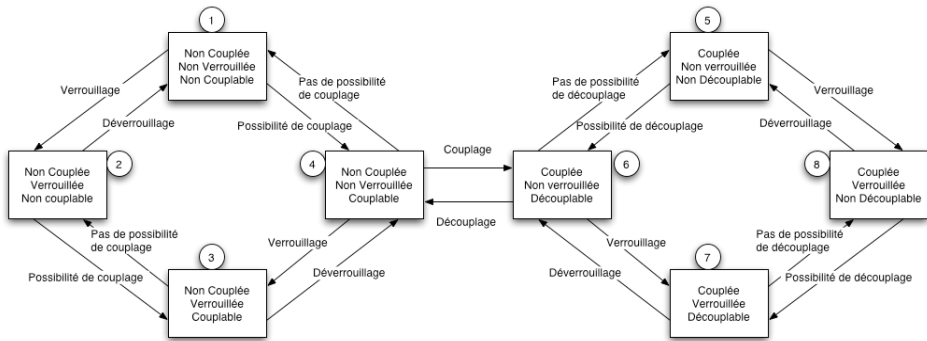 1
Non Couplée
Non Verrouillée
Non Couplable
Verrouillage
Déverrouillage
Pas de possibilité
de couplage
Possibilité de couplage
2
Non Couplée
Verrouillée
Non couplable
4
Non Couplée
Non Verrouillée
Couplable
Pas de possibilité
de couplage
Possibilité de couplage
Verrouillage
Déverrouillage
3
Non Couplée
Verrouillée
Couplable
Couplage
Découplage
5
Couplée
Non verrouillée
Non Découplable
Pas de possibilité
de découplage
Possibilité de découplage
Verrouillage
Déverrouillage
6
Couplée
Non verrouillée
Découplable
8
Couplée
Verrouillée
Non Découplable
Verrouillage
Déverrouillage
Pas de possibilité
de découplage
Possibilité de découplage
7
Couplée
Verrouillée
Découplable